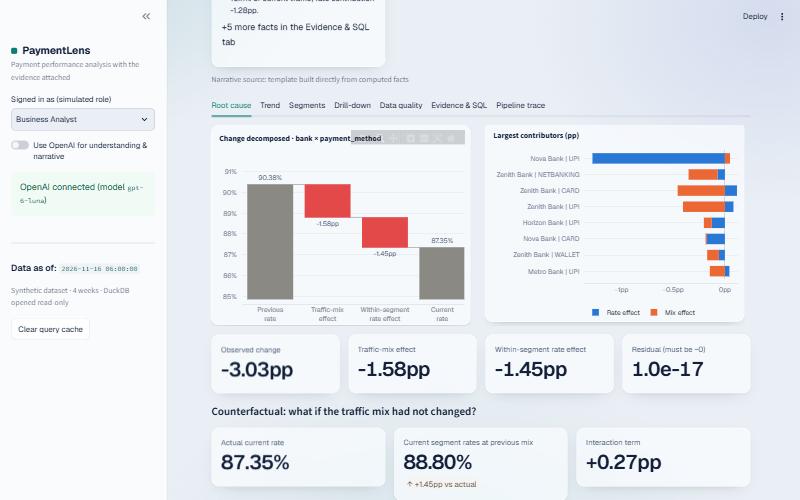 -1.28pp.
+5 more facts in the Evidence & SQL
tab
Deploy
PaymentLens
Payment performance analysis with the
evidence attached
Signed in as (simulated role)
Business Analyst
Use OpenAI for understanding &
narrative
OpenAI connected (model gpt-
6-luna)
Data as of: 2026-11-16 06:00:00
Synthetic dataset · 4 weeks · DuckDB
opened read-only
Clear query cache
Narrative source: template built directly from computed facts
Root cause
Trend
Segments
Drill-down
Data quality
Evidence & SQL
Pipeline trace
Change decomposed · bank × payment_method
91%
90%
89%
88%
87%
86%
85%
90.38%
-1.58pp
-1.45pp
87.35%
Previous
rate
Traffic-mix
effect
Within-segment
rate effect
Current
rate
Largest contributors (pp)
Nova Bank | UPI
Zenith Bank | NETBANKING
Zenith Bank | CARD
Zenith Bank | UPI
Horizon Bank | UPI
Nova Bank | CARD
Zenith Bank | WALLET
Metro Bank | UPI
-1pp
-0.5pp
0pp
Rate effect
Mix effect
Observed change
-3.03pp
Traffic-mix effect
-1.58pp
Within-segment rate effect
-1.45pp
Residual (must be ~0)
1.0e-17
Counterfactual: what if the traffic mix had not changed?
Actual current rate
87.35%
Current segment rates at previous mix
88.80%
↑ +1.45pp vs actual
Interaction term
+0.27pp